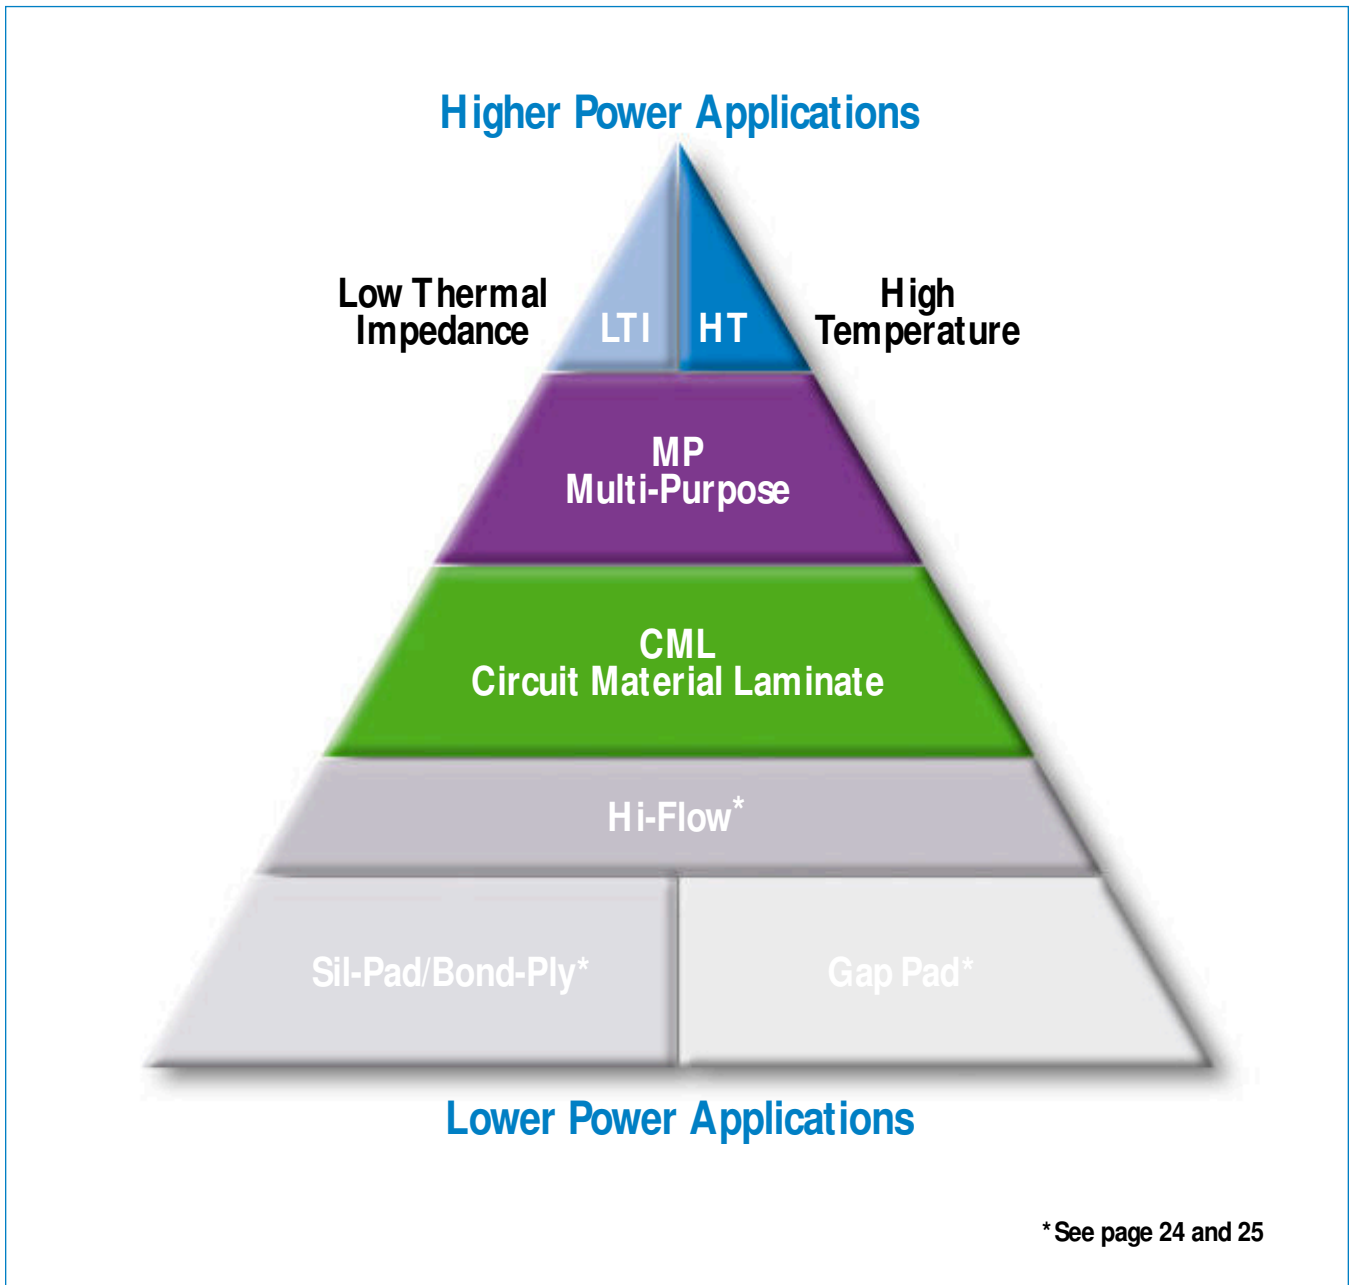 Higher Power Applications
Low Thermal
Impedance
LTI
HT
High
Temperature
MP
Multi-Purpose
CML
Circuit Material Laminate
Hi-Flow*
Sil-Pad/Bond-Ply*
Gap Pad*
Lower Power Applications
*See page 24 and 25